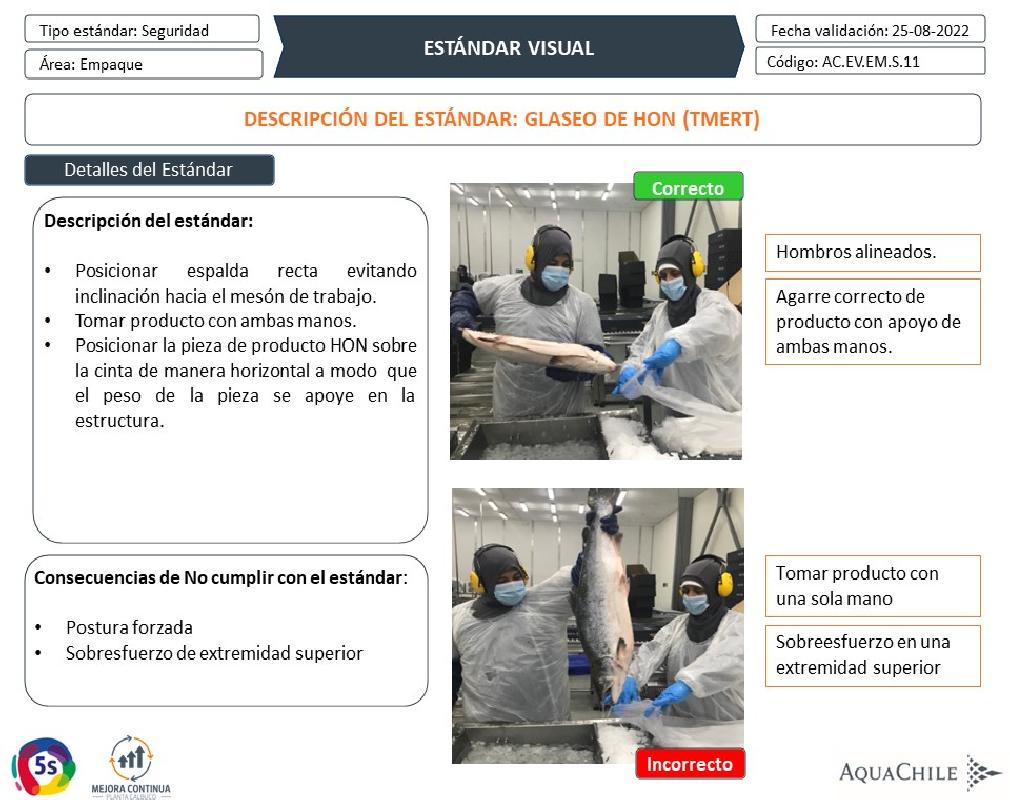 Tipo estándar: Seguridad
Área: Empaque
ESTÁNDAR VISUAL
Fecha validación: 25-08-2022
Código: AC.EV.EM.S.11
DESCRIPCIÓN DEL ESTÁNDAR: GLASEO DE HON (TMERT)
Detalles del Estándar
Descripción del estándar:
• Posicionar espalda recta evitando
inclinación hacia el mesón de trabajo.
• Tomar producto con ambas manos.
• Posicionar la pieza de producto HON sobre
la cinta de manera horizontal a modo que
el peso de la pieza se apoye en la
estructura.
Correcto
Hombros alineados.
Agarre correcto de
producto con apoyo de
ambas manos.
Consecuencias de No cumplir con el estándar:
• Postura forzada
• Sobresfuerzo de extremidad superior
Tomar producto con
una sola mano
Sobreesfuerzo en una
extremidad superior
Incorrecto
5s
MEJORA CONTINUA
PLANTA CALBUCO
AQUACHILE